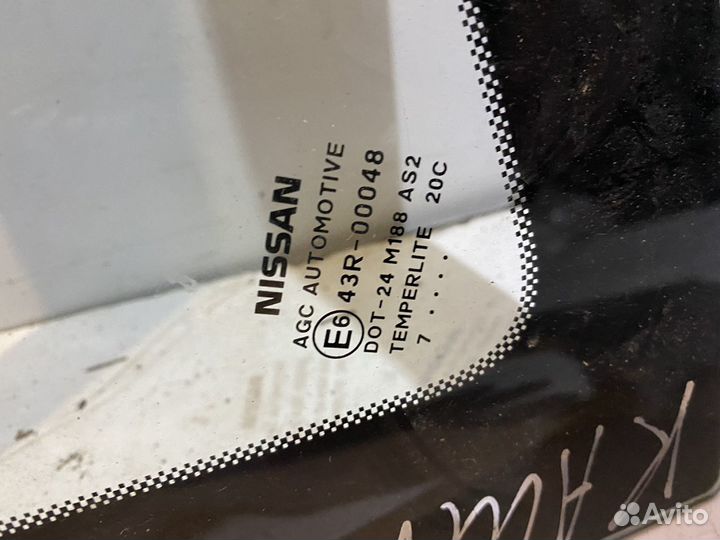 NISSAN
AGC AUTOMOTIVE
E6 43R-00048
DOT-24 M188 AS2
TEMPERLITE 20C
7 ....
Avito